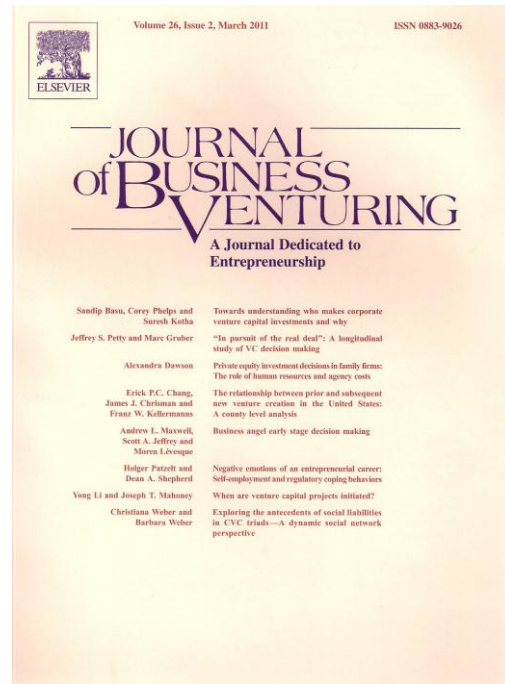 Volume 26, Issue 2, March 2011 ISSN 0883-9026
ELSEVIER
JOURNAL
of BUSINESS
VENTURING
A Journal Dedicated to
Entrepreneurship
Sandip Basu, Corey Phelps and Towards understanding who makes corporate
Suresh Kotha venture capital investments and why
Jeffrey S. Petty and Marc Gruber "In pursuit of the real deal": A longitudinal
study of VC decision making
Alexandra Dawson Private equity investment decisions in family firms:
The role of human resources and agency costs
Erick P.C. Chang, The relationship between prior and subsequent
James J. Chrisman and new venture creation in the United States:
Franz W. Kellermanns A county level analysis
Andrew L. Maxwell, Business angel early stage decision making
Scott A. Jeffrey and
Moren Lévesque
Holger Patzelt and Negative emotions of an entrepreneurial career:
Dean A. Shepherd Self-employment and regulatory coping behaviors
Yong Li and Joseph T. Mahoney When are venture capital projects initiated?
Christiana Weber and Exploring the antecedents of social liabilities
Barbara Weber in CVC triads—A dynamic social network
perspective